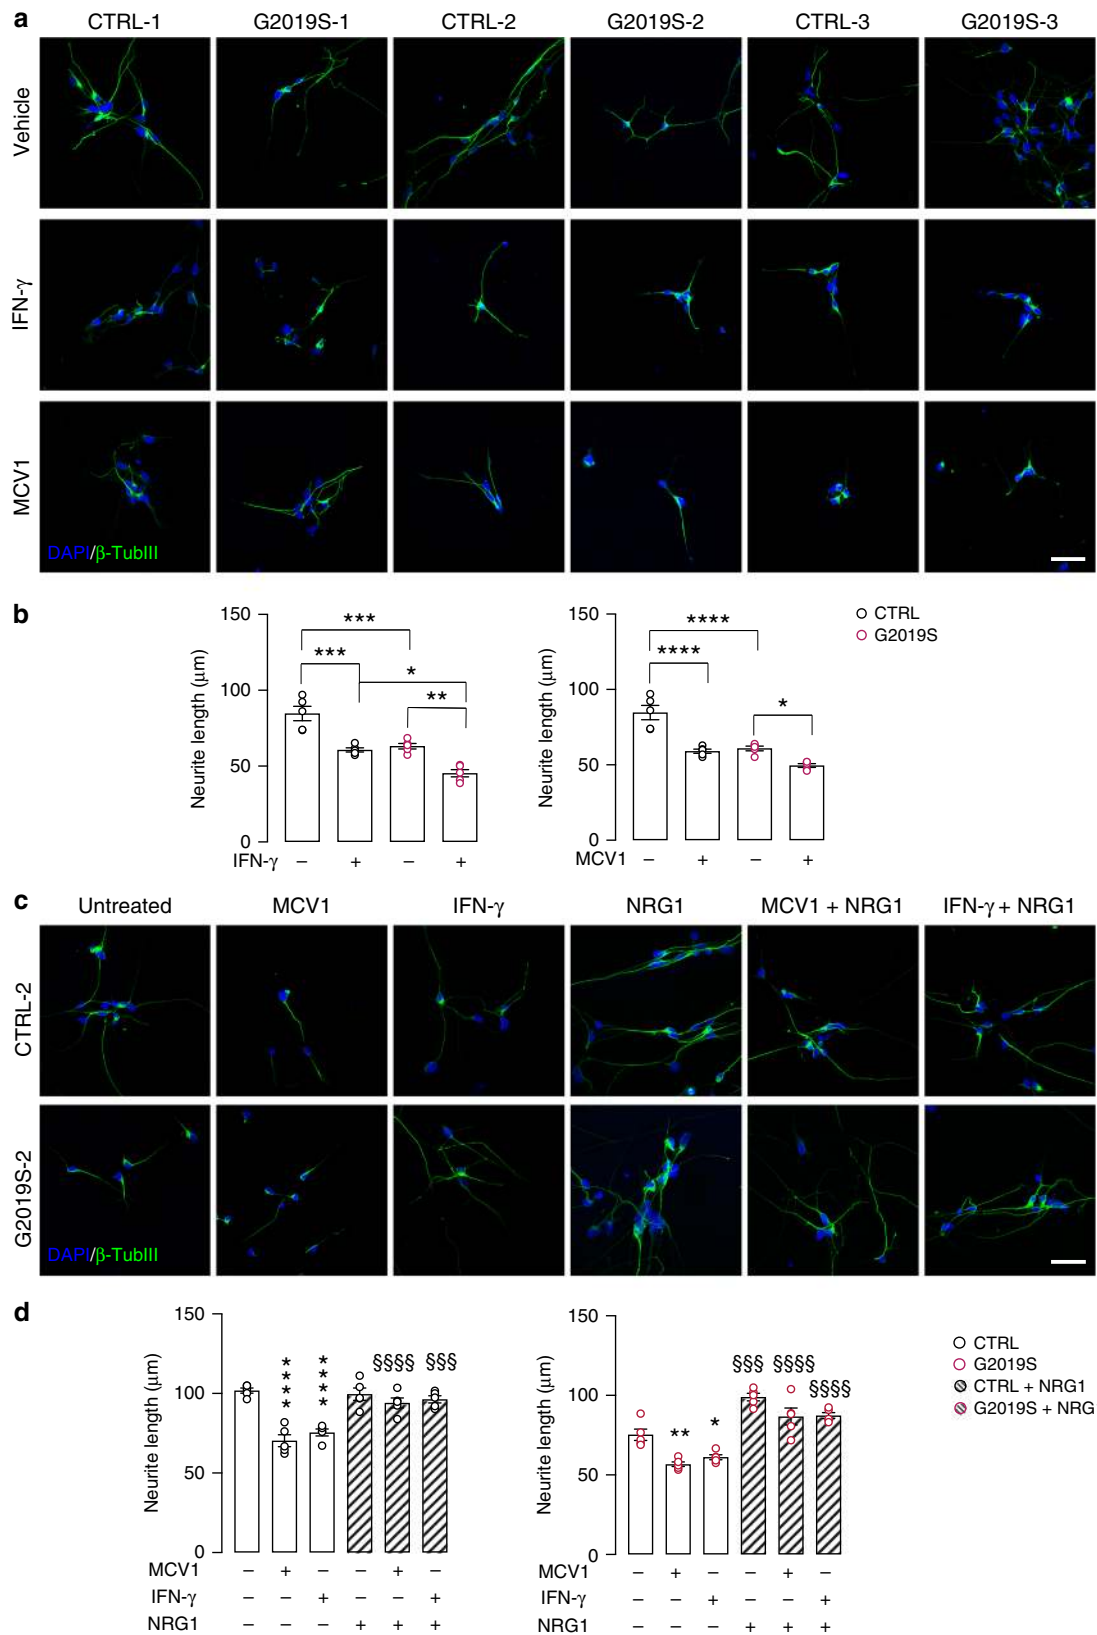 a
CTRL-1 G2019S-1 CTRL-2 G2019S-2 CTRL-3 G2019S-3
Vehicle
IFN-γ
MCV1
DAPI/β-TubIII
b
150
100
50
0
Neurite length (μm)
***
***
*
**
IFN-γ – + – +
150
100
50
0
Neurite length (μm)
****
****
*
MCV1 – + – +
CTRL
G2019S
c
Untreated MCV1 IFN-γ NRG1 MCV1 + NRG1 IFN-γ + NRG1
CTRL-2
G2019S-2
DAPI/β-TubIII
d
150
100
50
0
Neurite length (μm)
**** **** §§§§ §§§
MCV1 – + – – + –
IFN-γ – – + – – +
NRG1 – – – + + +
150
100
50
0
Neurite length (μm)
** * §§§ §§§§ §§§§
MCV1 – + – – + –
IFN-γ – – + – – +
NRG1 – – – + + +
CTRL
G2019S
CTRL + NRG1
G2019S + NRG